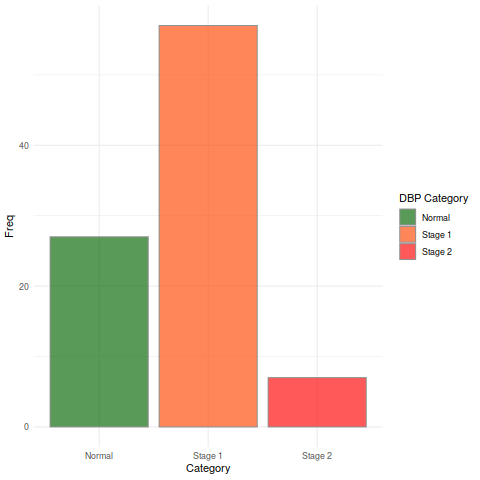 Freq
40
20
0
Normal
Stage 1
Stage 2
Category
DBP Category
Normal
Stage 1
Stage 2